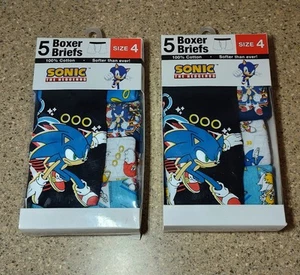 5 Boxer Briefs
SIZE 4
100% Cotton Softer than ever!
SONIC
THE HEDGEHOG
5 Boxer Briefs
SIZE 4
100% Cotton Softer than ever!
SONIC
THE HEDGEHOG